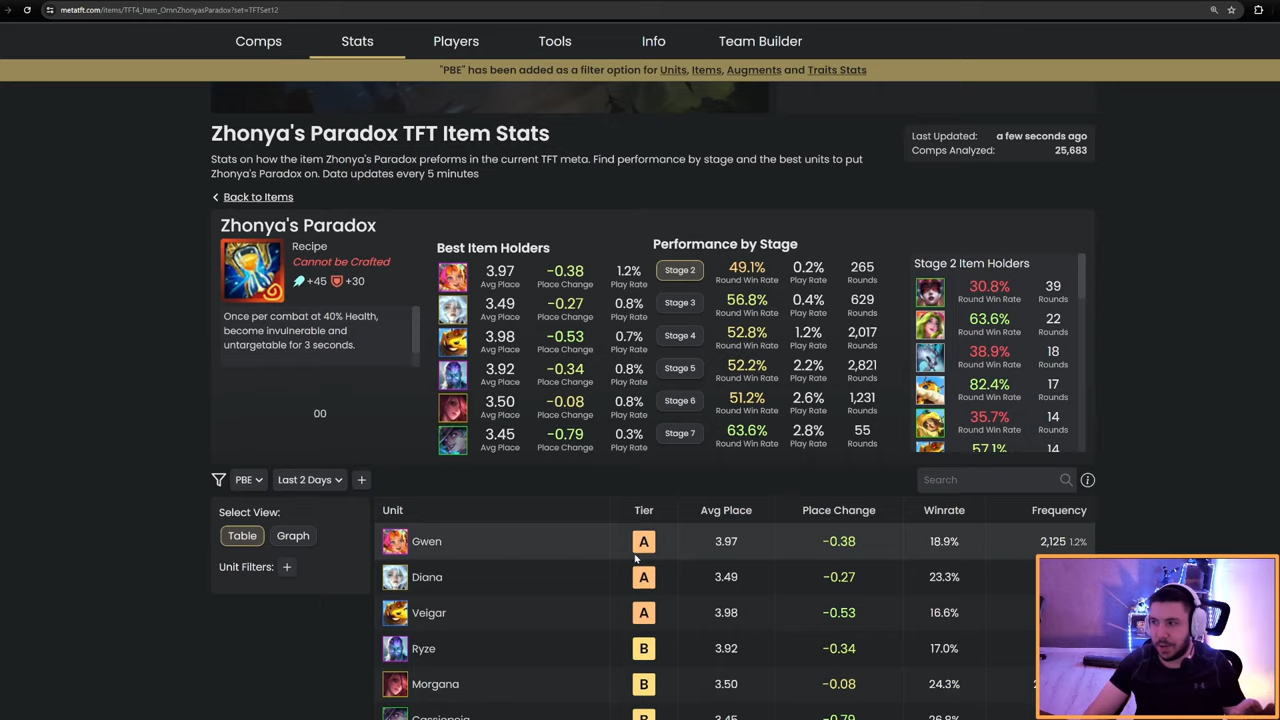 metatft.com/items/TFT4_Item_OrnnZhonyasParadox?set=TFTSet12
Comps Stats Players Tools Info Team Builder
"PBE" has been added as a filter option for Units, Items, Augments and Traits Stats
Zhonya's Paradox TFT Item Stats
Last Updated: a few seconds ago
Comps Analyzed: 25,683
Stats on how the item Zhonya's Paradox preforms in the current TFT meta. Find performance by stage and the best units to put
Zhonya's Paradox on. Data updates every 5 minutes
Back to Items
Zhonya's Paradox
Recipe
Cannot be Crafted
+45 +30
Once per combat at 40% Health,
become invulnerable and
untargetable for 3 seconds.
00
Best Item Holders
3.97 -0.38 1.2%
Avg Place Place Change Play Rate
3.49 -0.27 0.8%
Avg Place Place Change Play Rate
3.98 -0.53 0.7%
Avg Place Place Change Play Rate
3.92 -0.34 0.8%
Avg Place Place Change Play Rate
3.50 -0.08 0.8%
Avg Place Place Change Play Rate
3.45 -0.79 0.3%
Avg Place Place Change Play Rate
Performance by Stage
Stage 2 49.1% 0.2% 265
Round Win Rate Play Rate Rounds
Stage 3 56.8% 0.4% 629
Round Win Rate Play Rate Rounds
Stage 4 52.8% 1.2% 2,017
Round Win Rate Play Rate Rounds
Stage 5 52.2% 2.2% 2,821
Round Win Rate Play Rate Rounds
Stage 6 51.2% 2.6% 1,231
Round Win Rate Play Rate Rounds
Stage 7 63.6% 2.8% 55
Round Win Rate Play Rate Rounds
Stage 2 Item Holders
30.8% 39
Round Win Rate Rounds
63.6% 22
Round Win Rate Rounds
38.9% 18
Round Win Rate Rounds
82.4% 17
Round Win Rate Rounds
35.7% 14
Round Win Rate Rounds
57.1% 14
PBE Last 2 Days + Search
Select View:
Table Graph
Unit Filters: +
Unit Tier Avg Place Place Change Winrate Frequency
Gwen A 3.97 -0.38 18.9% 2,125 1.2%
Diana A 3.49 -0.27 23.3%
Veigar A 3.98 -0.53 16.6%
Ryze B 3.92 -0.34 17.0%
Morgana B 3.50 -0.08 24.3%
Cassiopeia B 3.45 -0.79 26.8%